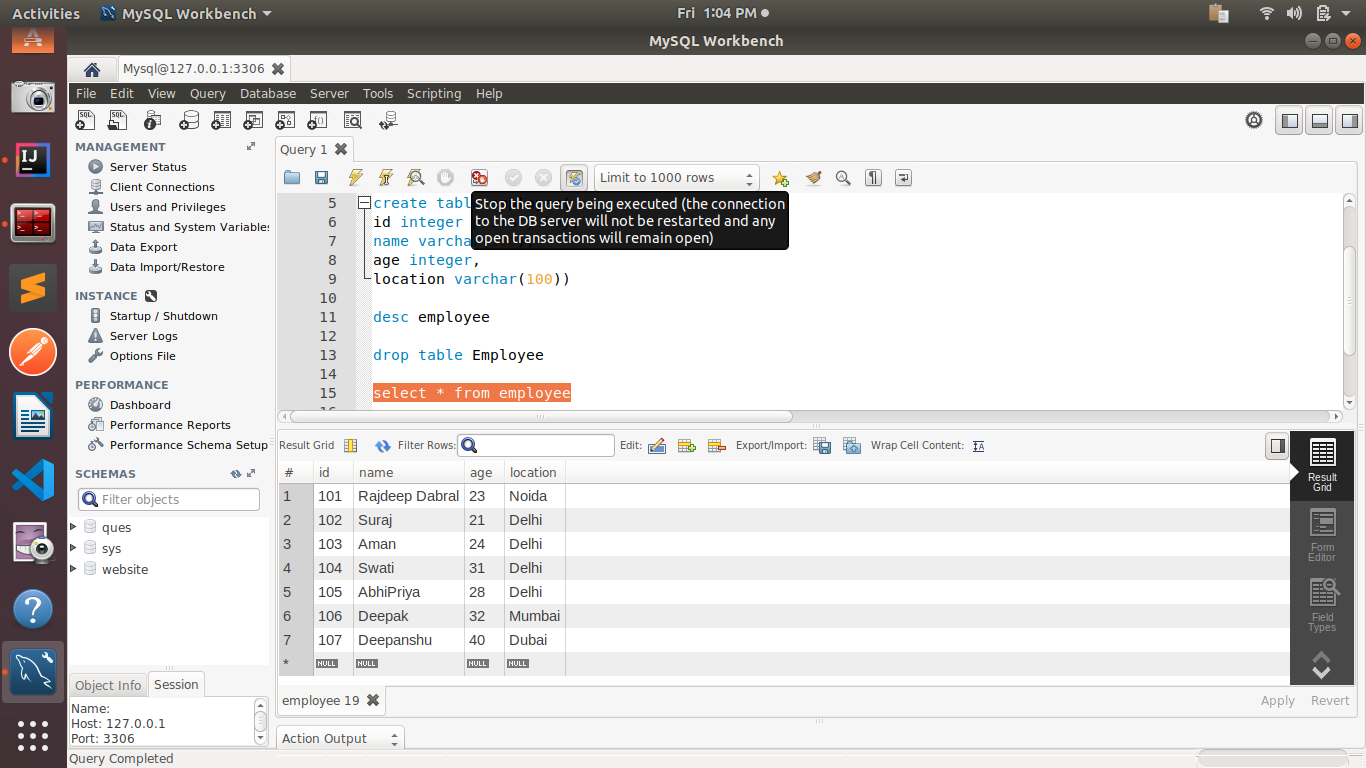 Activities MySQL Workbench Fri 1:04 PM
MySQL Workbench
Mysql@127.0.0.1:3306
File Edit View Query Database Server Tools Scripting Help
MANAGEMENT
Server Status
Client Connections
Users and Privileges
Status and System Variables
Data Export
Data Import/Restore
INSTANCE
Startup / Shutdown
Server Logs
Options File
PERFORMANCE
Dashboard
Performance Reports
Performance Schema Setup
SCHEMAS
Filter objects
ques
sys
website
Object Info Session
Name:
Host: 127.0.0.1
Port: 3306
Query 1
Limit to 1000 rows
Stop the query being executed (the connection
to the DB server will not be restarted and any
open transactions will remain open)
5 create tabl
6 id integer
7 name varcha
8 age integer,
9 location varchar(100))
10
11 desc employee
12
13 drop table Employee
14
15 select * from employee
Result Grid Filter Rows: Edit: Export/Import: Wrap Cell Content:
# id name age location
1 101 Rajdeep Dabral 23 Noida
2 102 Suraj 21 Delhi
3 103 Aman 24 Delhi
4 104 Swati 31 Delhi
5 105 AbhiPriya 28 Delhi
6 106 Deepak 32 Mumbai
7 107 Deepanshu 40 Dubai
* NULL NULL NULL NULL
Result
Grid
Form
Editor
Field
Types
employee 19 Apply Revert
Action Output
Query Completed